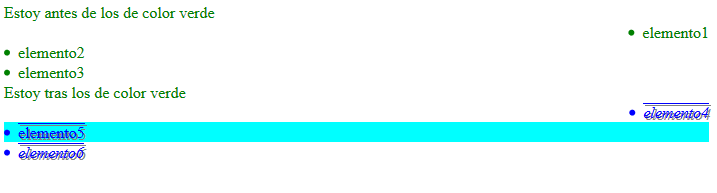 Estoy antes de los de color verde
elemento1
elemento2
elemento3
Estoy tras los de color verde
elemento4
elemento5
elemento6